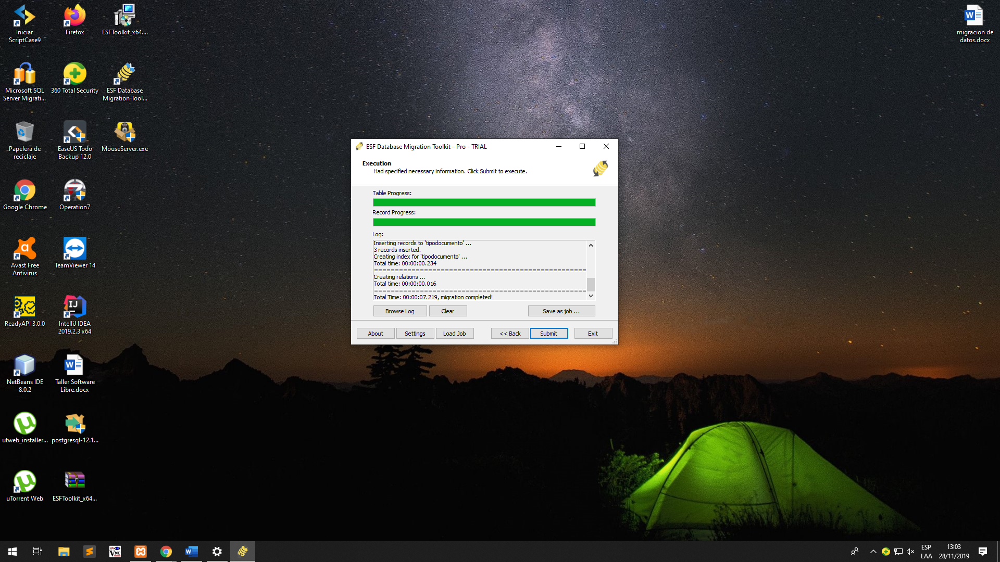 Iniciar
ScriptCase9
Firefox
ESFToolkit_x64....
migracion de
datos.docx
Microsoft SQL
Server Migrati...
360 Total Security
ESF Database
Migration Tool...
Papelera de
reciclaje
EaseUS Todo
Backup 12.0
MouseServer.exe
Google Chrome
Operation7
Avast Free
Antivirus
TeamViewer 14
ReadyAPI 3.0.0
IntelliJ IDEA
2019.2.3 x64
NetBeans IDE
8.0.2
Taller Software
Libre.docx
utweb_installer...
postgresql-12.1...
uTorrent Web
ESFToolkit_x64...
ESF Database Migration Toolkit - Pro - TRIAL
Execution
Had specified necessary information. Click Submit to execute.
Table Progress:
Record Progress:
Log:
Inserting records to 'tipodocumento' ...
3 records inserted.
Creating index for 'tipodocumento' ...
Total time: 00:00:00.234
Creating relations ...
Total time: 00:00:00.016
Total Time: 00:00:07.219, migration completed!
Browse Log
Clear
Save as job ...
About
Settings
Load Job
<< Back
Submit
Exit
ESP
LAA
13:03
28/11/2019